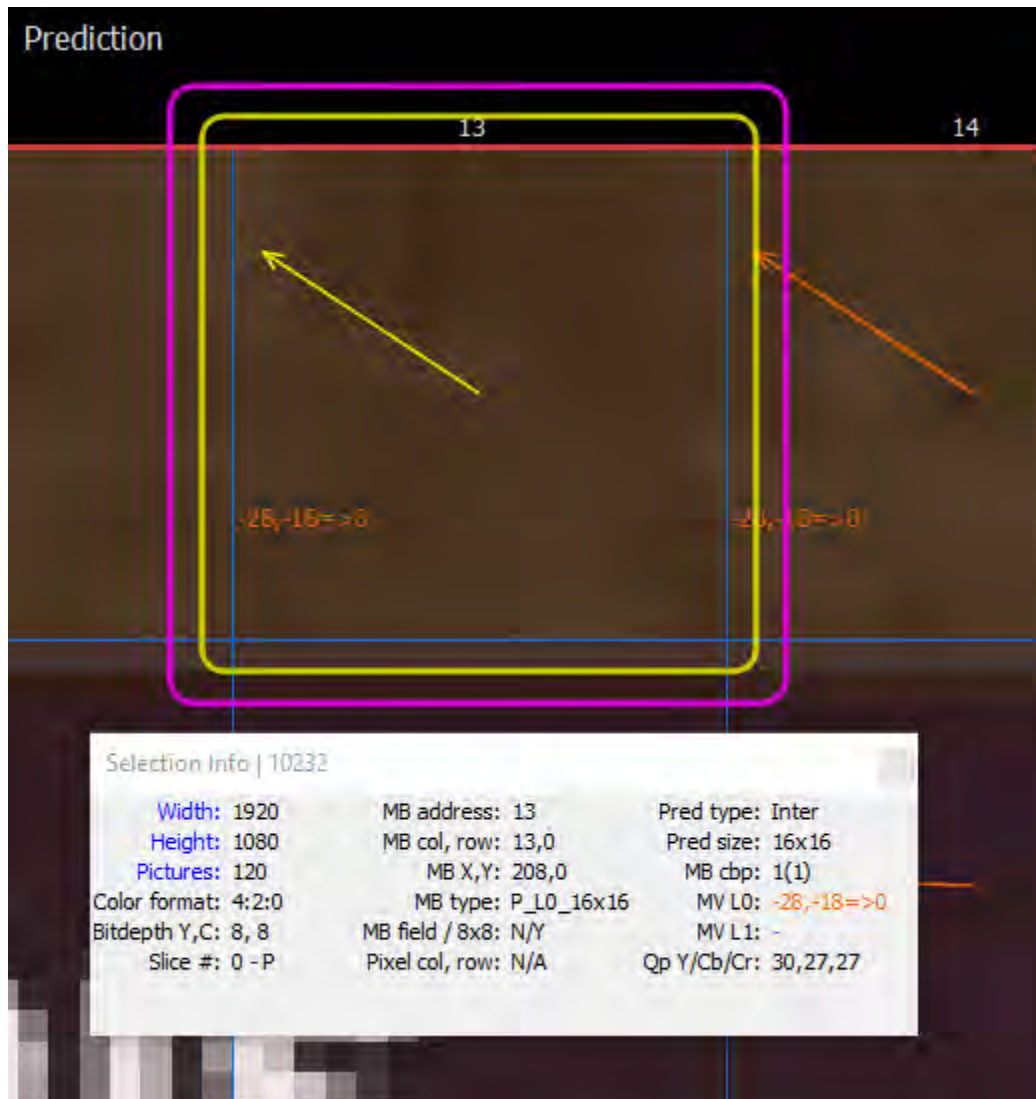 Prediction
13 14
-28,-18=>0 -28,-18=>0
Selection Info | 10232
Width: 1920 MB address: 13 Pred type: Inter
Height: 1080 MB col, row: 13,0 Pred size: 16x16
Pictures: 120 MB X,Y: 208,0 MB cbp: 1(1)
Color format: 4:2:0 MB type: P_L0_16x16 MV L0: -28,-18=>0
Bitdepth Y,C: 8, 8 MB field / 8x8: N/Y MV L1: -
Slice #: 0 - P Pixel col, row: N/A Qp Y/Cb/Cr: 30,27,27